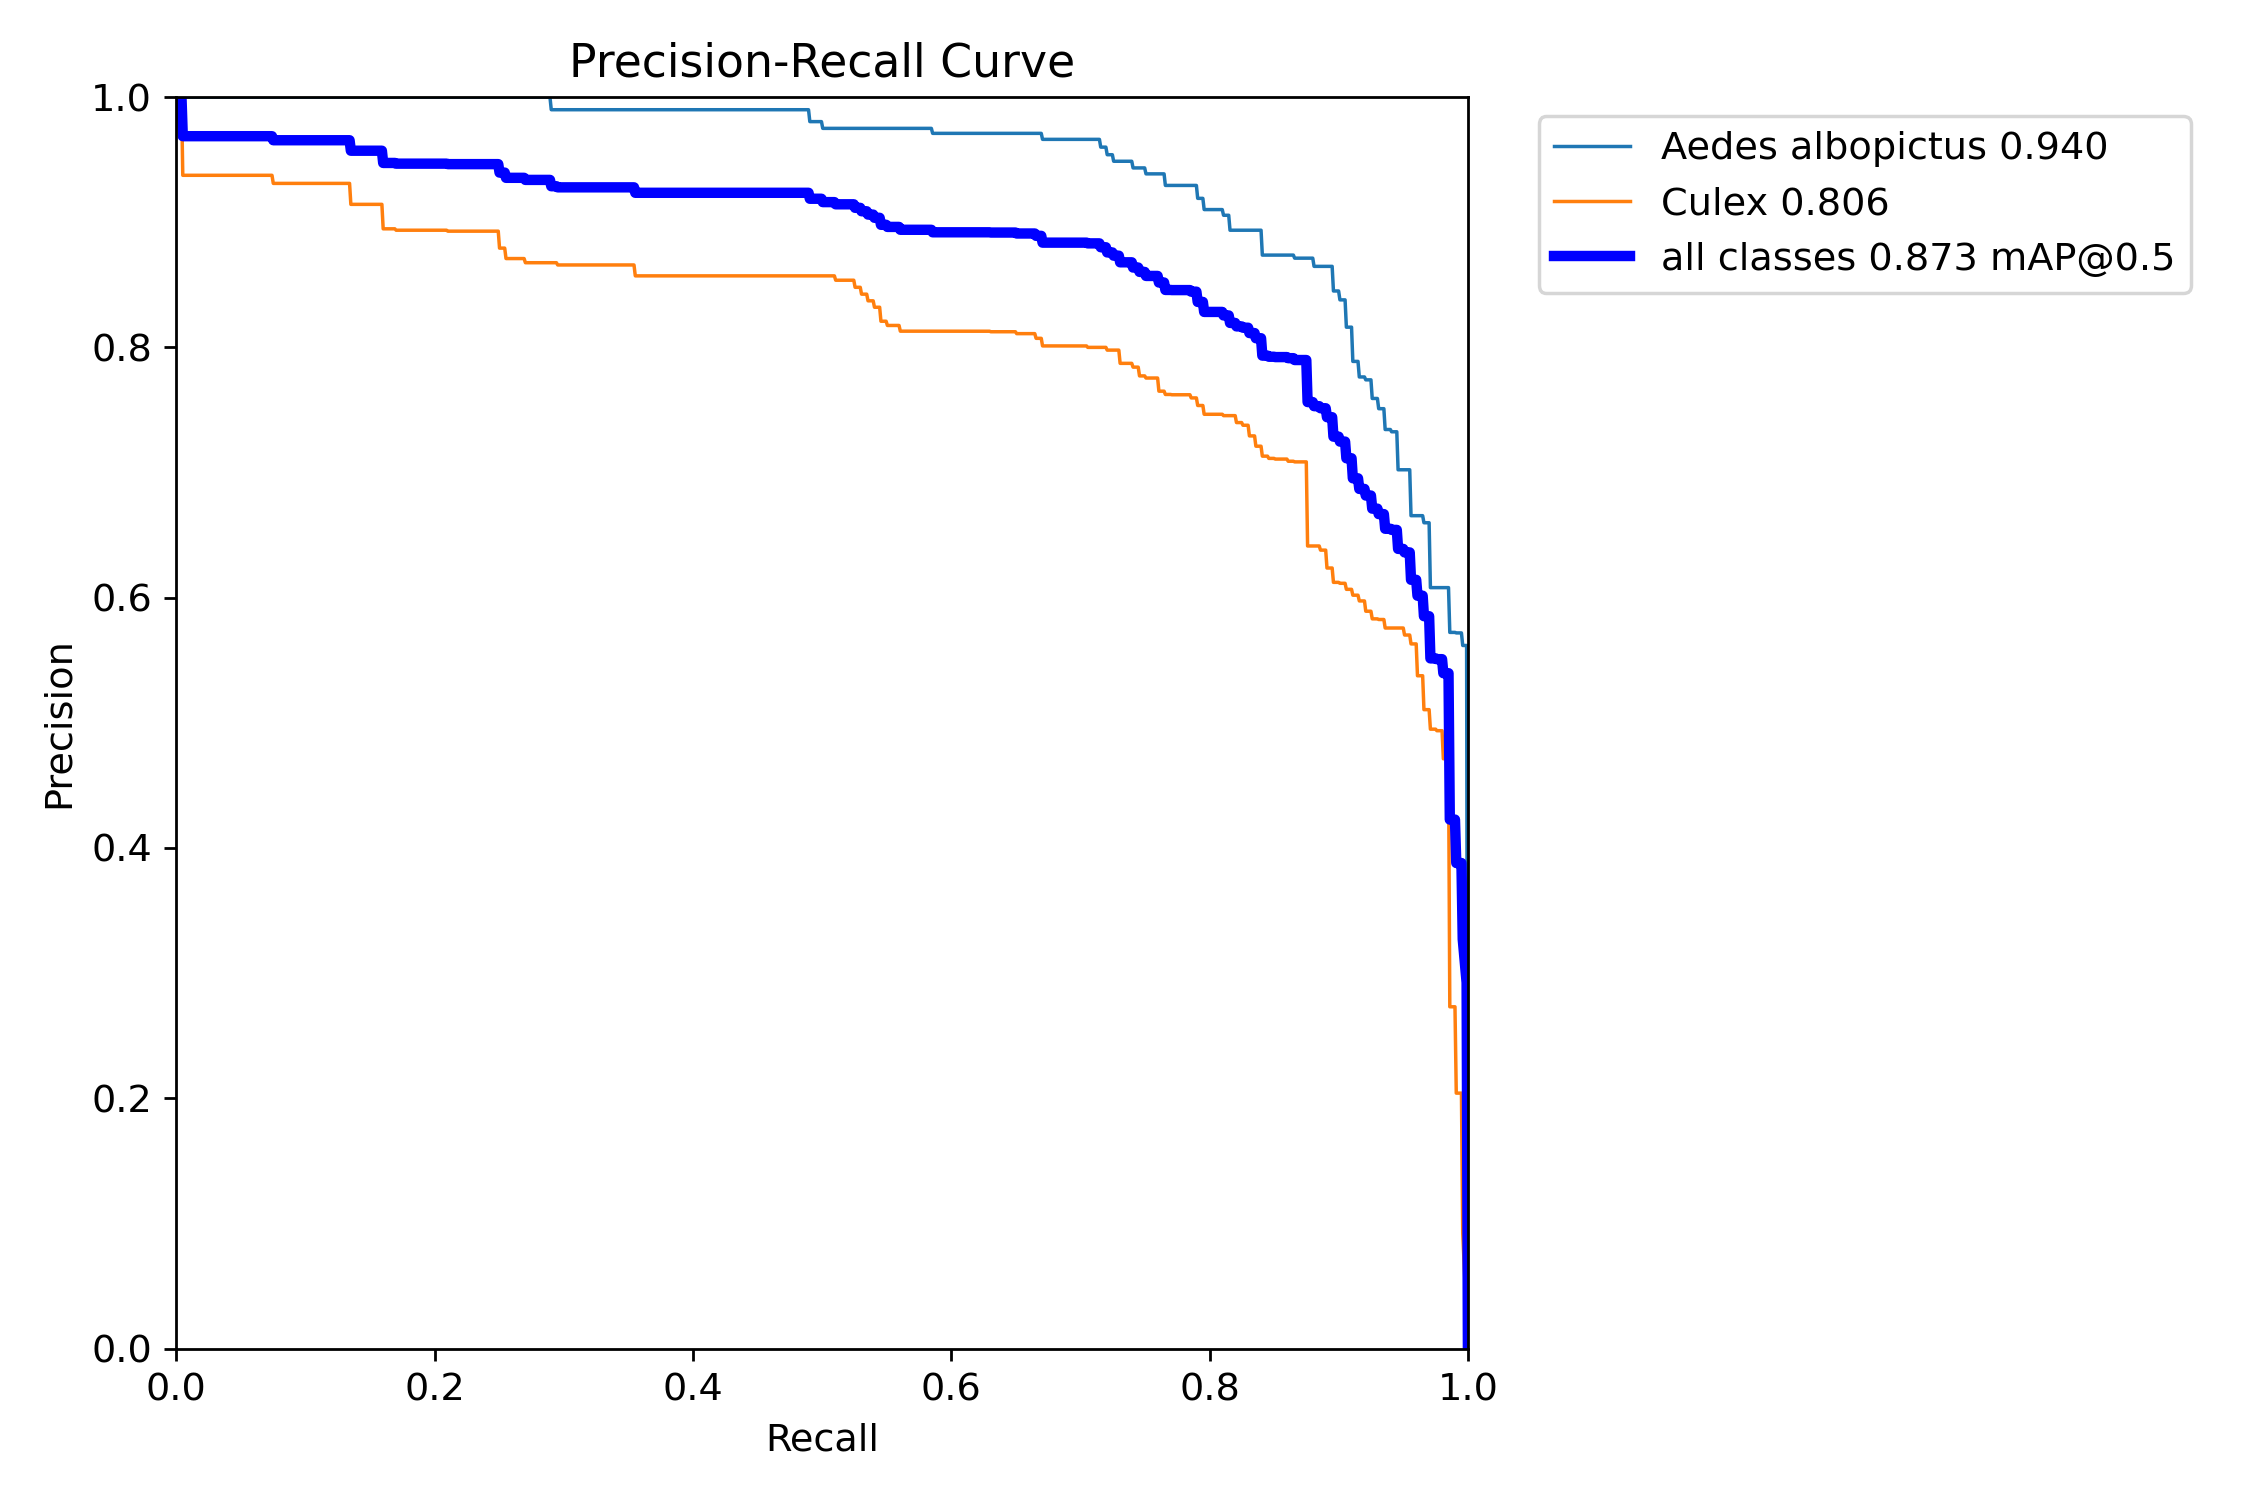 Precision-Recall Curve
Aedes albopictus 0.940
Culex 0.806
all classes 0.873 mAP@0.5
Precision
1.0
0.8
0.6
0.4
0.2
0.0
0.0 0.2 0.4 0.6 0.8 1.0
Recall